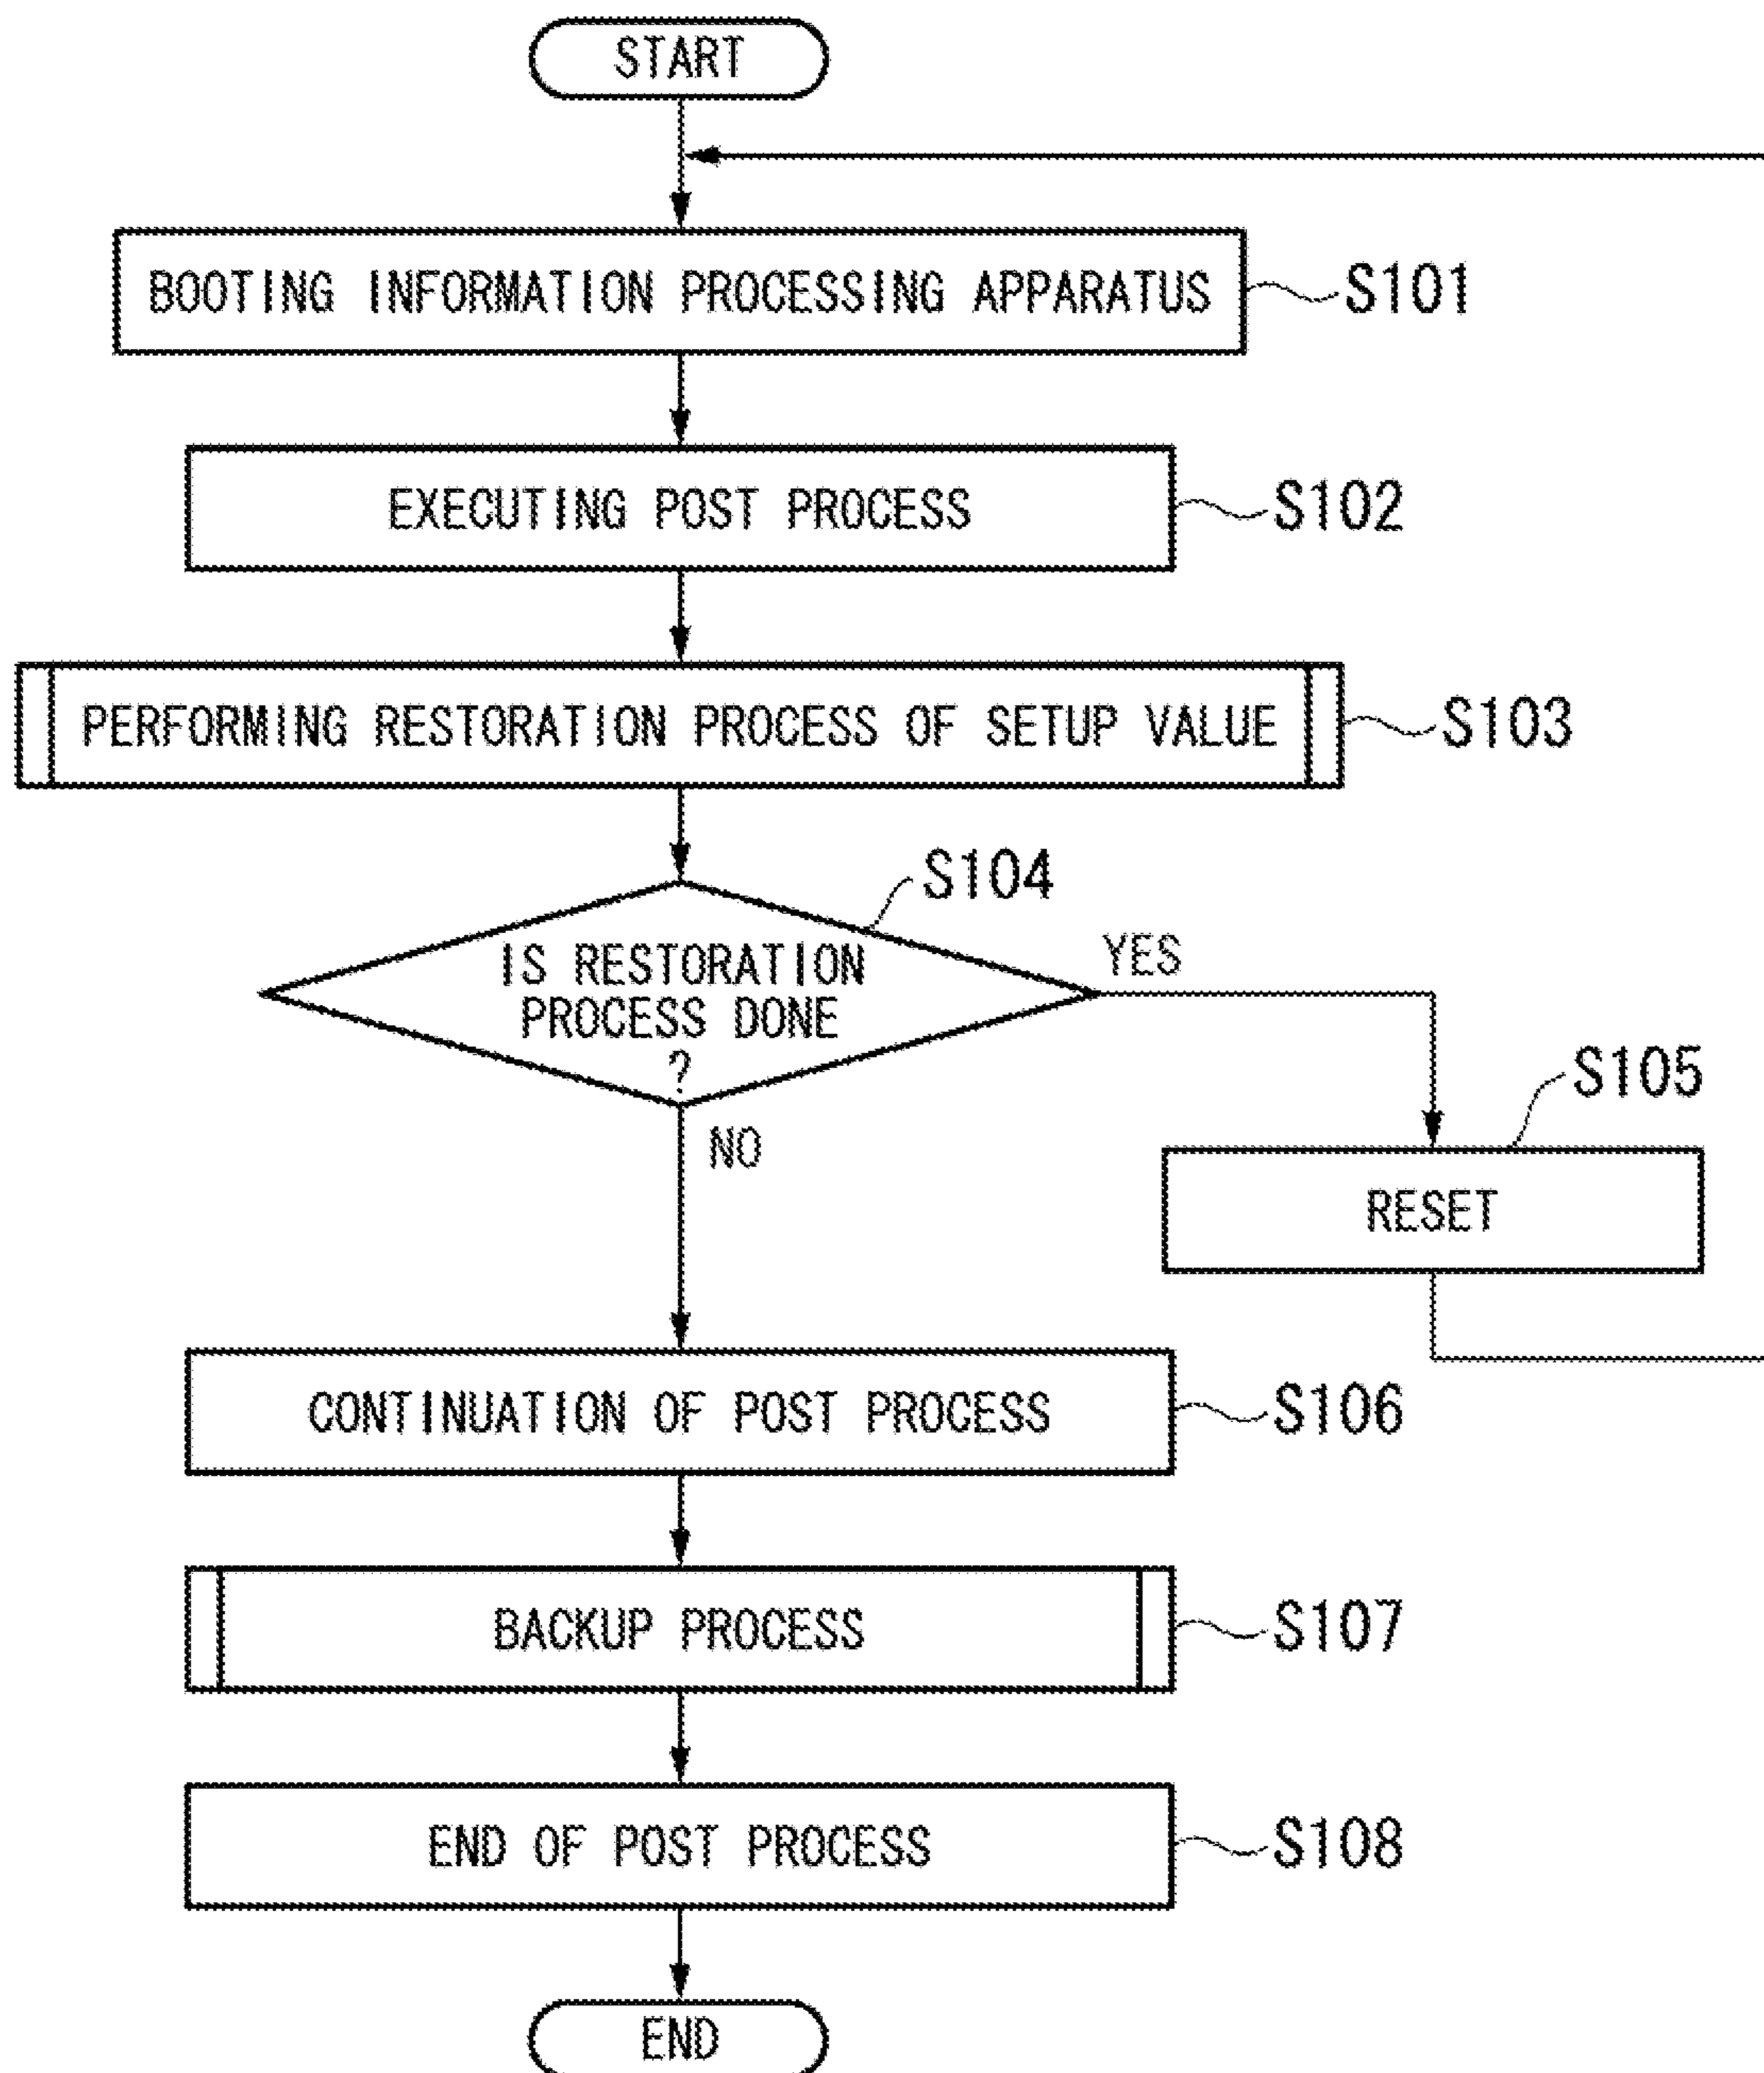 START
BOOTING INFORMATION PROCESSING APPARATUS
S101
EXECUTING POST PROCESS
S102
PERFORMING RESTORATION PROCESS OF SETUP VALUE
S103
S104
IS RESTORATION
PROCESS DONE
?
YES
NO
S105
RESET
CONTINUATION OF POST PROCESS
S106
BACKUP PROCESS
S107
END OF POST PROCESS
S108
END